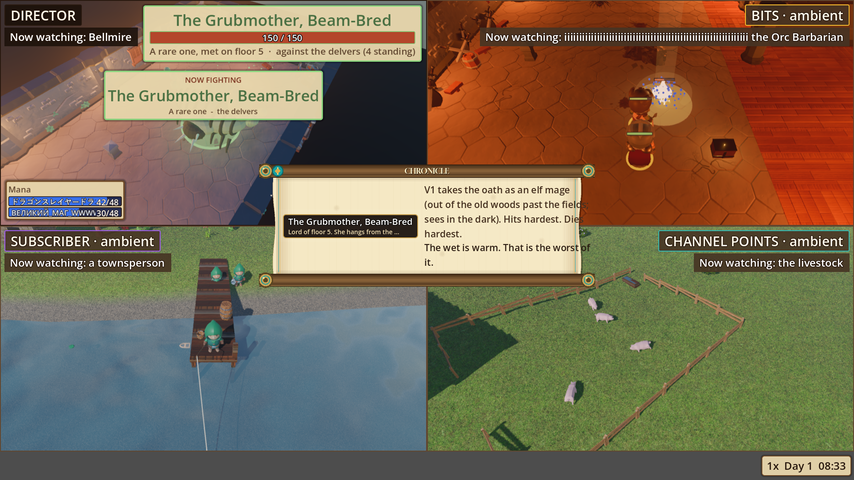 DIRECTOR
Now watching: Bellmire
The Grubmother, Beam-Bred
150 / 150
A rare one, met on floor 5 · against the delvers (4 standing)
NOW FIGHTING
The Grubmother, Beam-Bred
A rare one - the delvers
BITS · ambient
Now watching: iiiiiiiiiiiiiiiiiiiiiiiiiiiiiiiiiiiiiiiiiiiiiiii the Orc Barbarian
Mana
ドラゴンスレイヤードラ 42/48
ВЕЛИКИЙ МАГ WWW 30/48
CHRONICLE
The Grubmother, Beam-Bred
Lord of floor 5. She hangs from the ...
V1 takes the oath as an elf mage
(out of the old woods past the fields,
sees in the dark). Hits hardest. Dies
hardest.
The wet is warm. That is the worst of
it.
SUBSCRIBER · ambient
Now watching: a townsperson
CHANNEL POINTS · ambient
Now watching: the livestock
1x Day 1 08:33